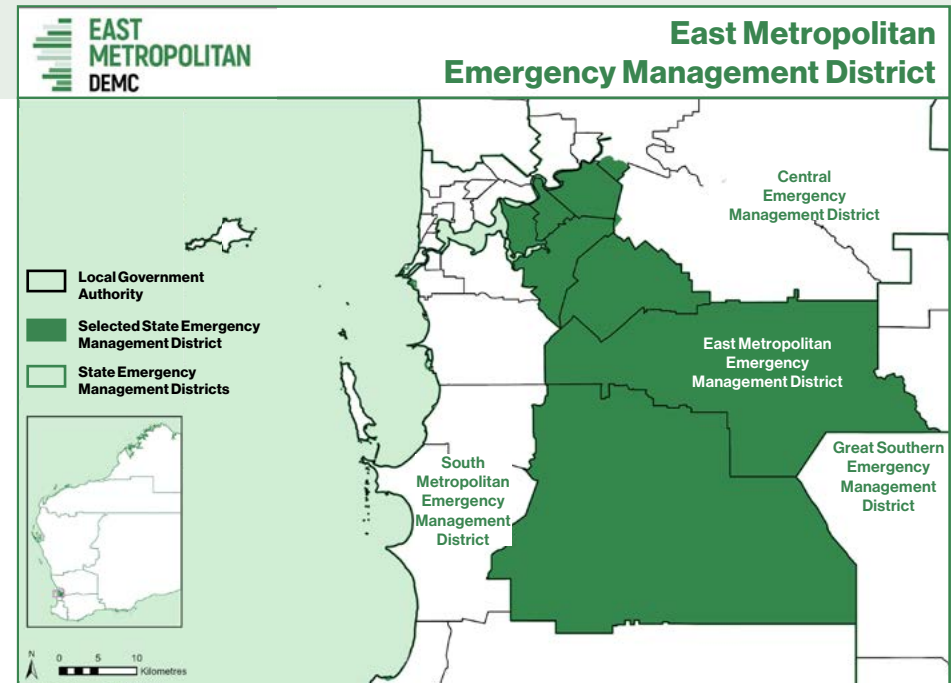 EAST
METROPOLITAN
DEMC
East Metropolitan
Emergency Management District
Central
Emergency
Management District
Local Government
Authority
Selected State Emergency
Management District
State Emergency
Management Districts
East Metropolitan
Emergency
Management District
South
Metropolitan
Emergency
Management
District
Great Southern
Emergency
Management
District
N
0 5 10
Kilometres